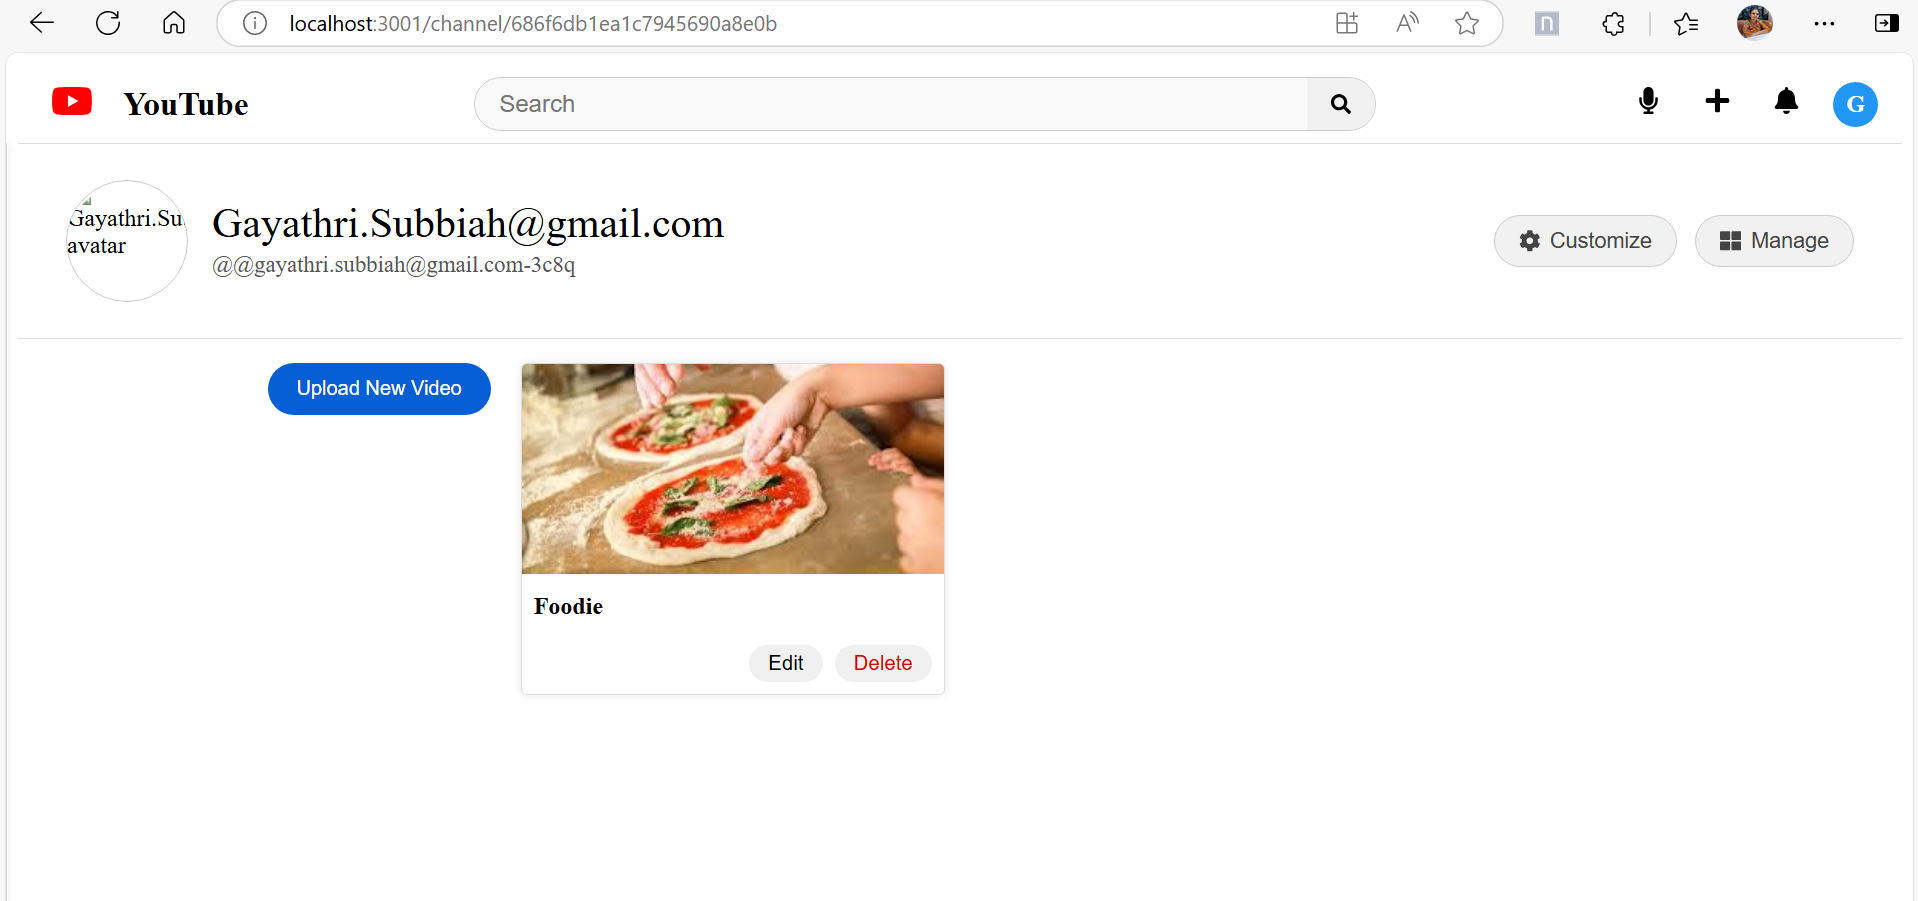 localhost:3001/channel/686f6db1ea1c7945690a8e0b
YouTube
Search
G
Gayathri.Su
avatar
Gayathri.Subbiah@gmail.com
@@gayathri.subbiah@gmail.com-3c8q
Customize
Manage
Upload New Video
Foodie
Edit
Delete